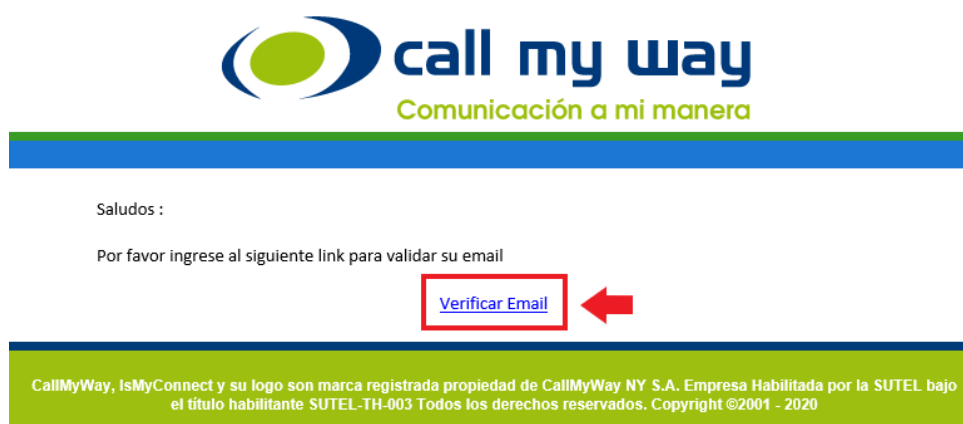 call my way
Comunicación a mi manera
Saludos :
Por favor ingrese al siguiente link para validar su email
Verificar Email
CallMyWay, IsMyConnect y su logo son marca registrada propiedad de CallMyWay NY S.A. Empresa Habilitada por la SUTEL bajo
el título habilitante SUTEL-TH-003 Todos los derechos reservados. Copyright ©2001 - 2020